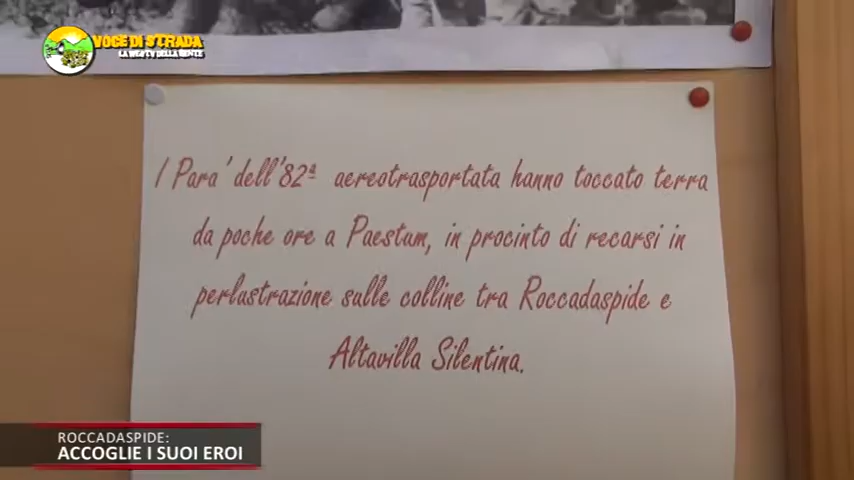 VOCE DI STRADA
LA WEB TV DELLA GENTE
I Para' dell'82ª aereotrasportata hanno toccato terra
da poche ore a Paestum, in procinto di recarsi in
perlustrazione sulle colline tra Roccadaspide e
Altavilla Silentina.
ROCCADASPIDE:
ACCOGLIE I SUOI EROI